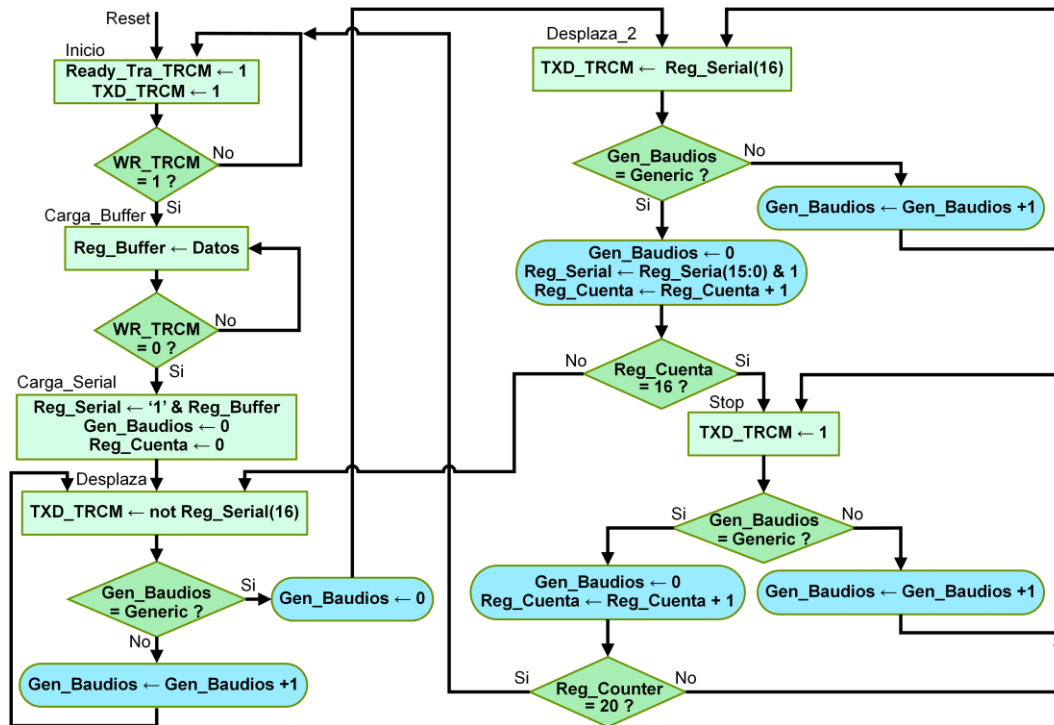 Reset
Inicio
Ready_Tra_TRCM ← 1
TXD_TRCM ← 1
WR_TRCM
= 1 ?
No
Si
Carga_Buffer
Reg_Buffer ← Datos
WR_TRCM
= 0 ?
No
Si
Carga_Serial
Reg_Serial ← ‘1’ & Reg_Buffer
Gen_Baudios ← 0
Reg_Cuenta ← 0
Desplaza
TXD_TRCM ← not Reg_Serial(16)
Gen_Baudios
= Generic ?
Si
Gen_Baudios ← 0
No
Gen_Baudios ← Gen_Baudios +1
Desplaza_2
TXD_TRCM ← Reg_Serial(16)
Gen_Baudios
= Generic ?
No
Gen_Baudios ← Gen_Baudios +1
Si
Gen_Baudios ← 0
Reg_Serial ← Reg_Seria(15:0) & 1
Reg_Cuenta ← Reg_Cuenta + 1
Reg_Cuenta
= 16 ?
No
Si
Stop
TXD_TRCM ← 1
Gen_Baudios
= Generic ?
Si
No
Gen_Baudios ← 0
Reg_Cuenta ← Reg_Cuenta + 1
Gen_Baudios ← Gen_Baudios +1
Reg_Counter
= 20 ?
Si
No